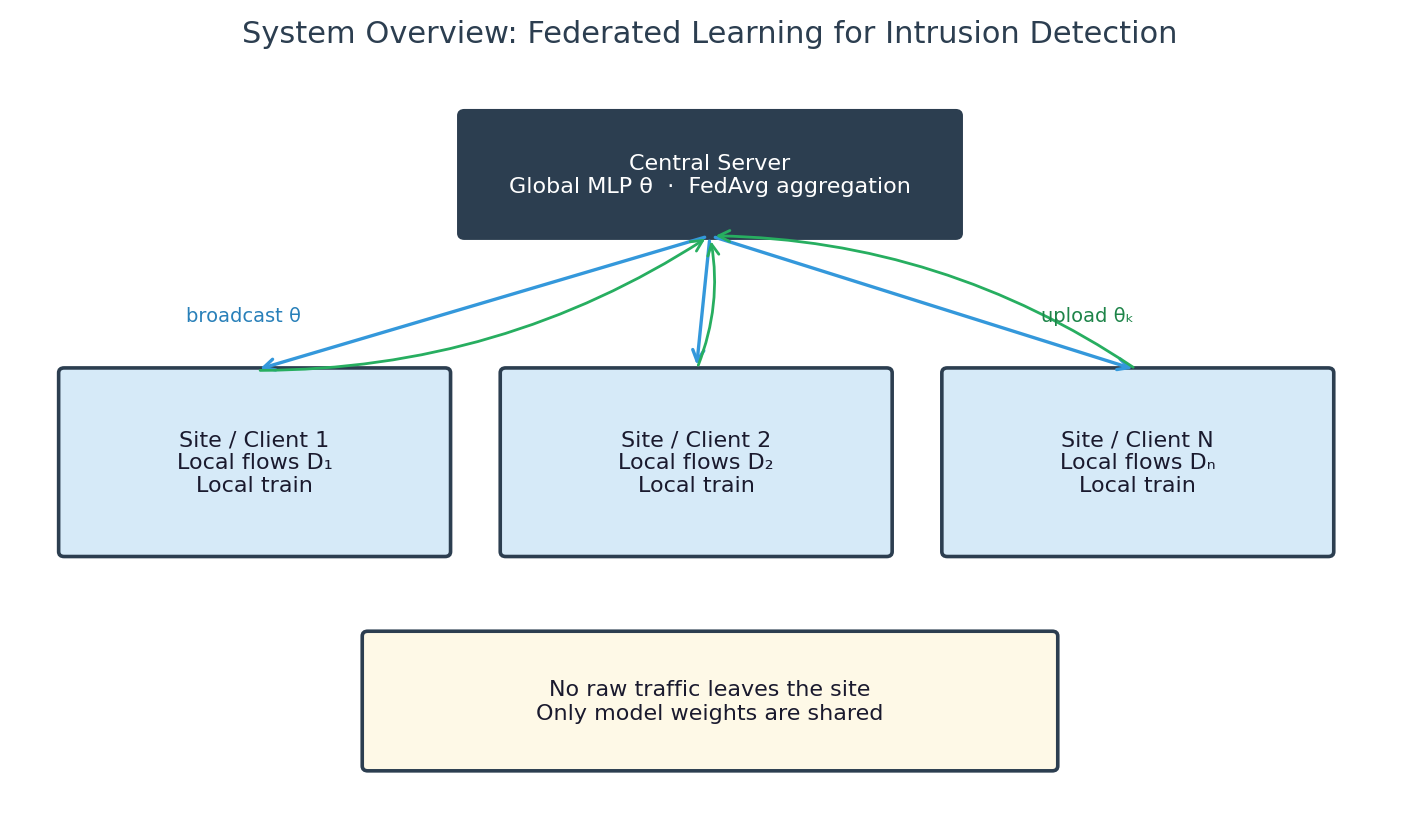 System Overview: Federated Learning for Intrusion Detection
Central Server
Global MLP θ · FedAvg aggregation
broadcast θ
upload θₖ
Site / Client 1
Local flows D₁
Local train
Site / Client 2
Local flows D₂
Local train
Site / Client N
Local flows Dₙ
Local train
No raw traffic leaves the site
Only model weights are shared